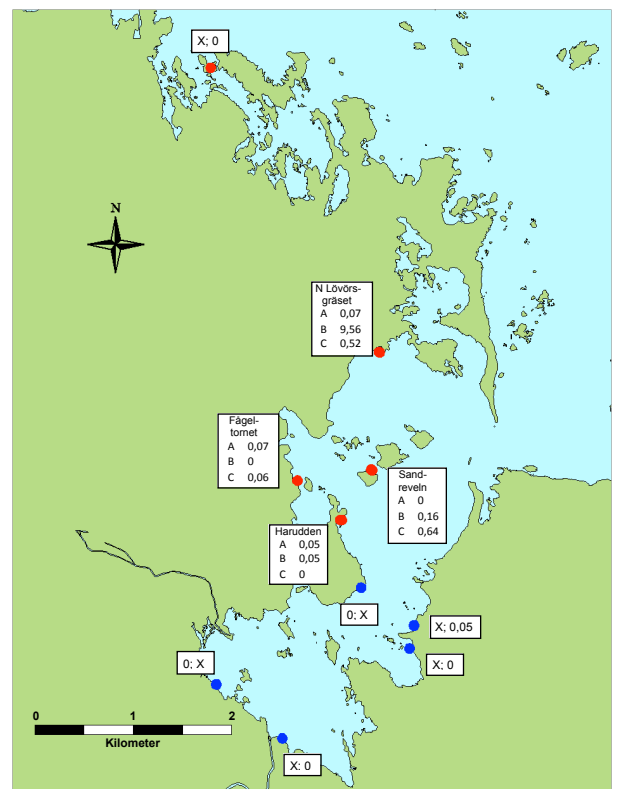 X; 0
N
N Lövörs-
gräset
A 0,07
B 9,56
C 0,52
Fågel-
tornet
A 0,07
B 0
C 0,06
Sand-
reveln
A 0
B 0,16
C 0,64
Harudden
A 0,05
B 0,05
C 0
0; X
X; 0,05
X; 0
0; X
0 1 2
Kilometer
X: 0